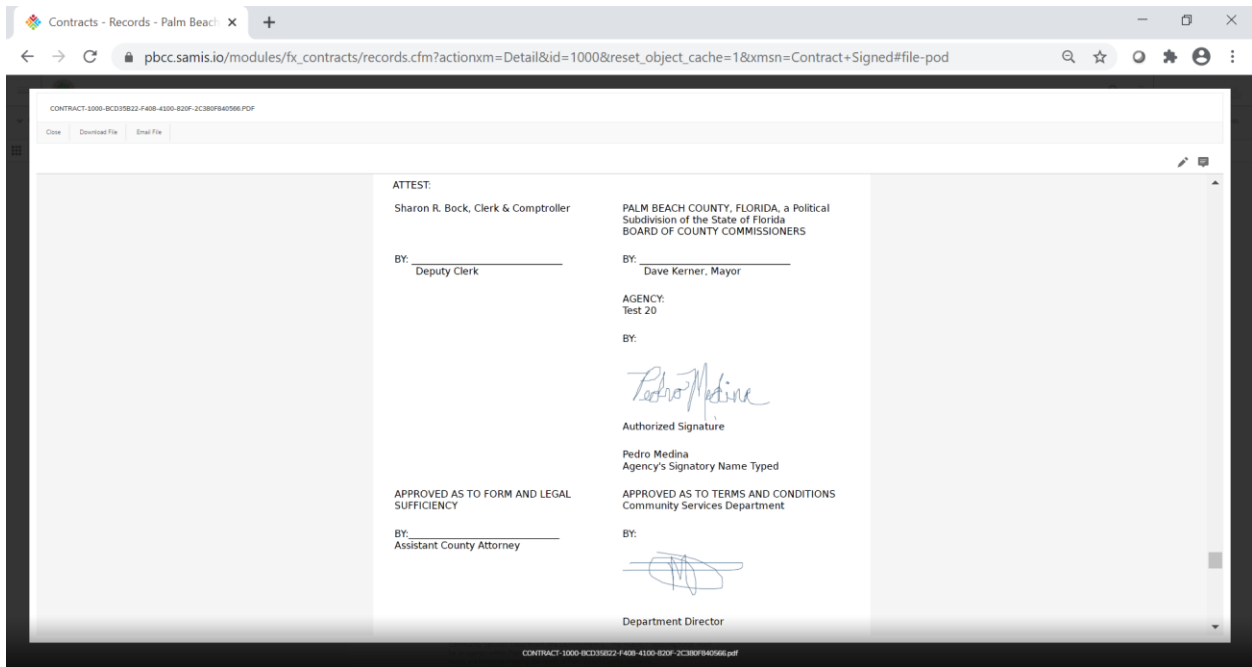 Contracts - Records - Palm Beach
pbcc.samis.io/modules/fx_contracts/records.cfm?actionxm=Detail&id=1000&reset_object_cache=1&xmsn=Contract+Signed#file-pod
CONTRACT-1000-BCD35B22-F408-4100-820F-2C380FB40566.PDF
Close Download File Email File
ATTEST:
Sharon R. Bock, Clerk & Comptroller
PALM BEACH COUNTY, FLORIDA, a Political
Subdivision of the State of Florida
BOARD OF COUNTY COMMISSIONERS
BY:
Deputy Clerk
BY:
Dave Kerner, Mayor
AGENCY:
Test 20
BY:
Pedro Medina
Authorized Signature
Pedro Medina
Agency's Signatory Name Typed
APPROVED AS TO FORM AND LEGAL
SUFFICIENCY
APPROVED AS TO TERMS AND CONDITIONS
Community Services Department
BY:
Assistant County Attorney
BY:
Department Director
CONTRACT-1000-BCD35B22-F408-4100-820F-2C380FB40566.pdf